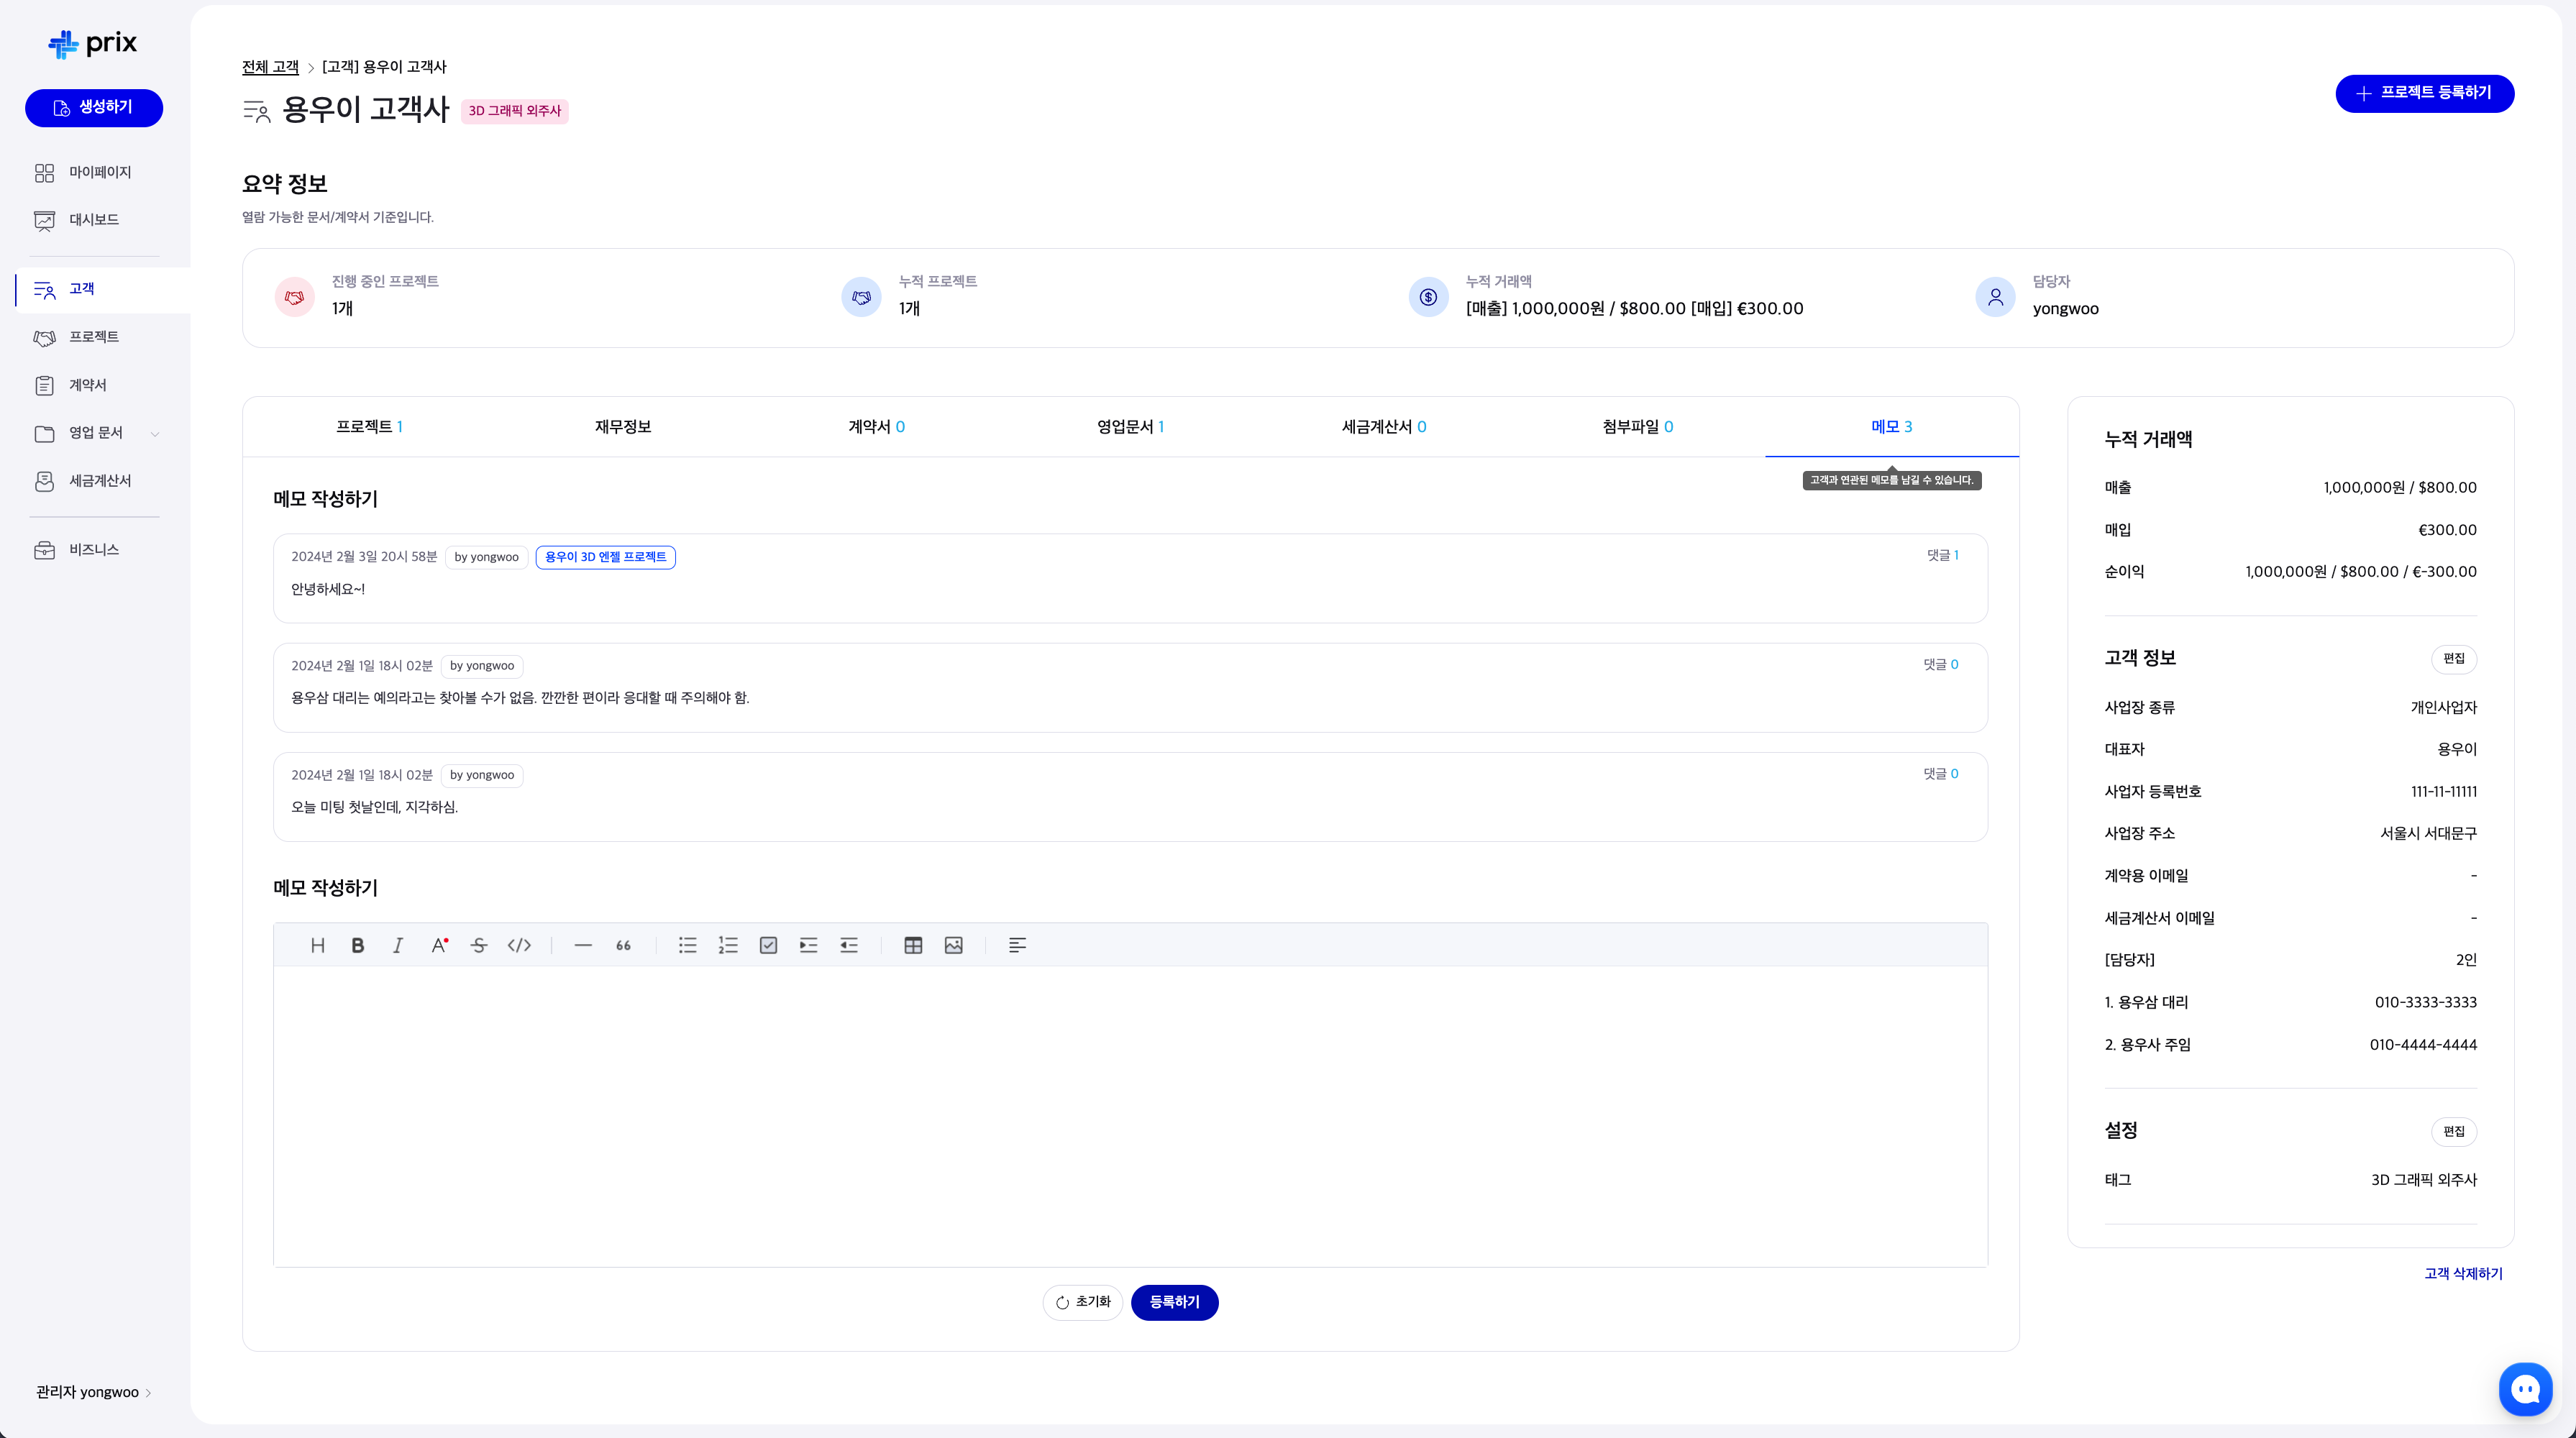 prix
생성하기
마이페이지
대시보드
고객
프로젝트
계약서
영업 문서
세금계산서
비즈니스
관리자 yongwoo
전체 고객 > [고객] 용우이 고객사
용우이 고객사 3D 그래픽 외주사
프로젝트 등록하기
요약 정보
열람 가능한 문서/계약서 기준입니다.
진행 중인 프로젝트
1개
누적 프로젝트
1개
누적 거래액
[매출] 1,000,000원 / $800.00 [매입] €300.00
담당자
yongwoo
프로젝트 1 재무정보 계약서 0 영업문서 1 세금계산서 0 첨부파일 0 메모 3
고객과 연관된 메모를 남길 수 있습니다.
메모 작성하기
2024년 2월 3일 20시 58분 by yongwoo 용우이 3D 엔젤 프로젝트 댓글 1
안녕하세요~!
2024년 2월 1일 18시 02분 by yongwoo 댓글 0
용우삼 대리는 예의라고는 찾아볼 수가 없음. 깐깐한 편이라 응대할 때 주의해야 함.
2024년 2월 1일 18시 02분 by yongwoo 댓글 0
오늘 미팅 첫날인데, 지각하심.
메모 작성하기
초기화 등록하기
누적 거래액
매출 1,000,000원 / $800.00
매입 €300.00
순이익 1,000,000원 / $800.00 / €-300.00
고객 정보 편집
사업장 종류 개인사업자
대표자 용우이
사업자 등록번호 111-11-11111
사업장 주소 서울시 서대문구
계약용 이메일 -
세금계산서 이메일 -
[담당자] 2인
1. 용우삼 대리 010-3333-3333
2. 용우사 주임 010-4444-4444
설정 편집
태그 3D 그래픽 외주사
고객 삭제하기